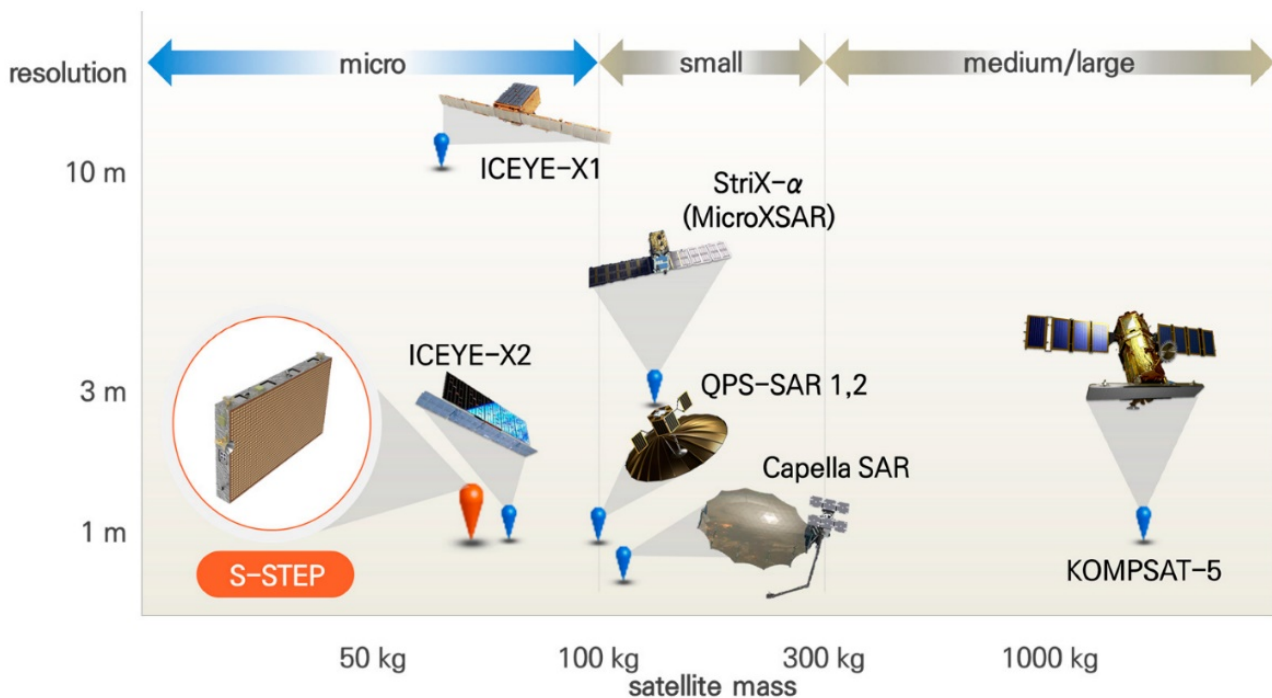 resolution
micro
small
medium/large
10 m
ICEYE-X1
StriX-α
(MicroXSAR)
3 m
ICEYE-X2
QPS-SAR 1,2
Capella SAR
1 m
S-STEP
KOMPSAT-5
50 kg
100 kg
300 kg
1000 kg
satellite mass